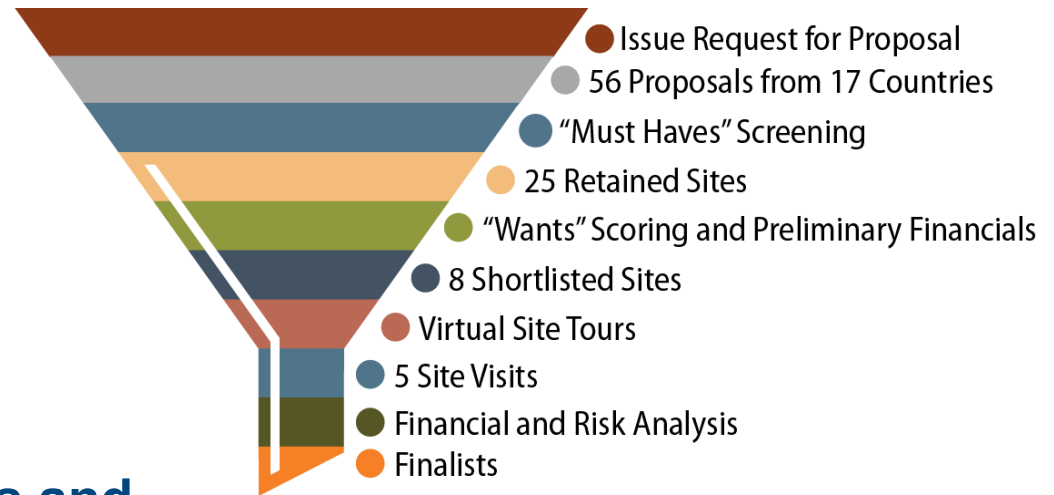 Issue Request for Proposal
56 Proposals from 17 Countries
“Must Haves” Screening
25 Retained Sites
“Wants” Scoring and Preliminary Financials
8 Shortlisted Sites
Virtual Site Tours
5 Site Visits
Financial and Risk Analysis
Finalists
and